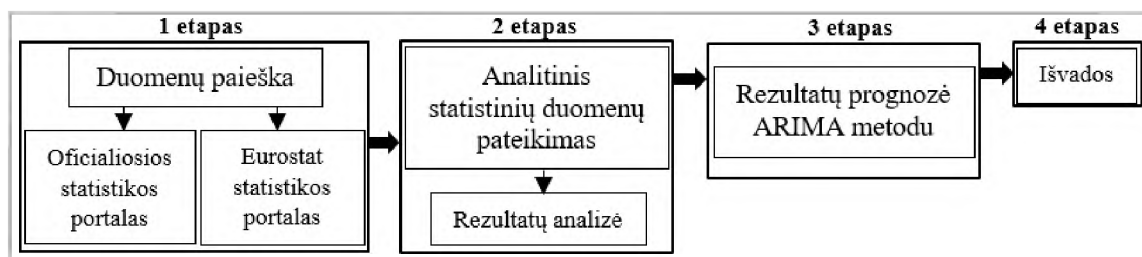 1 etapas
Duomenų paieška
Oficialiosios
statistikos
portalas
Eurostat
statistikos
portalas
2 etapas
Analitinis
statistinių duomenų
pateikimas
Rezultatų analizė
3 etapas
Rezultatų prognozė
ARIMA metodu
4 etapas
Išvados